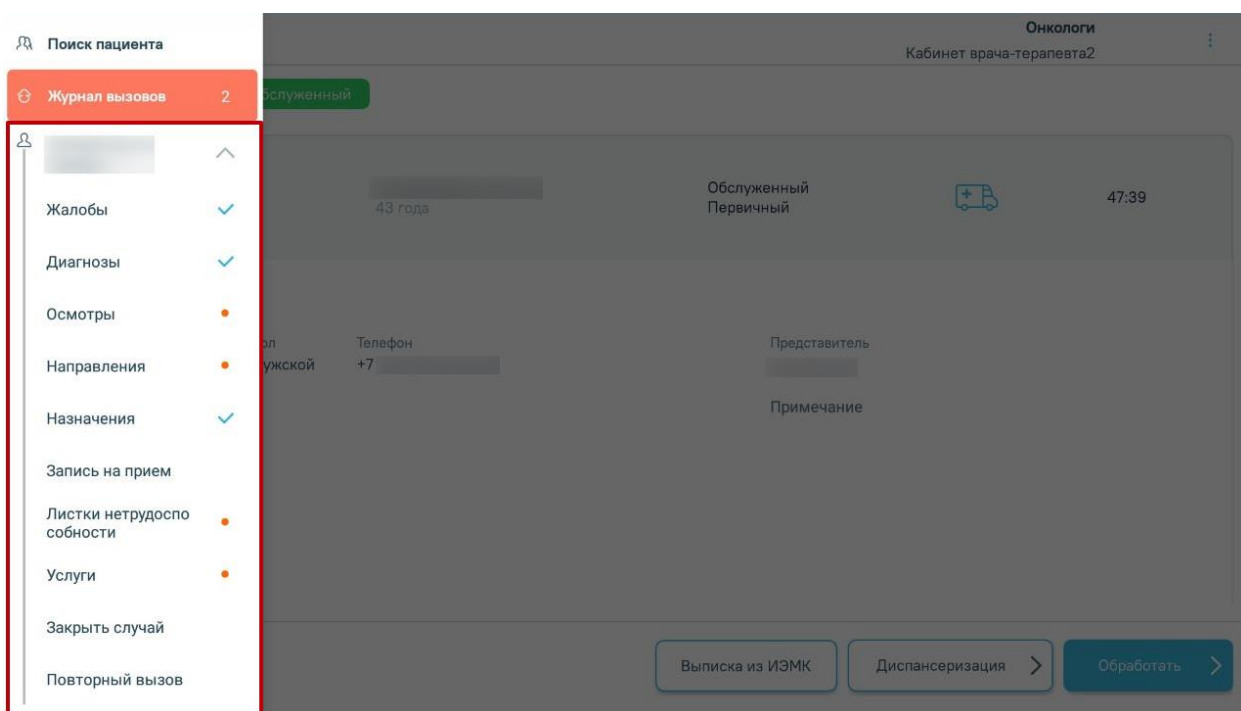 Поиск пациента
Журнал вызовов 2
Жалобы
Диагнозы
Осмотры
Направления
Назначения
Запись на прием
Листки нетрудоспо
собности
Услуги
Закрыть случай
Повторный вызов
Онкологи
Кабинет врача-терапевта2
43 года
Обслуженный
Первичный
47:39
Телефон
+7
Представитель
Примечание
Выписка из ИЭМК
Диспансеризация
Обработать